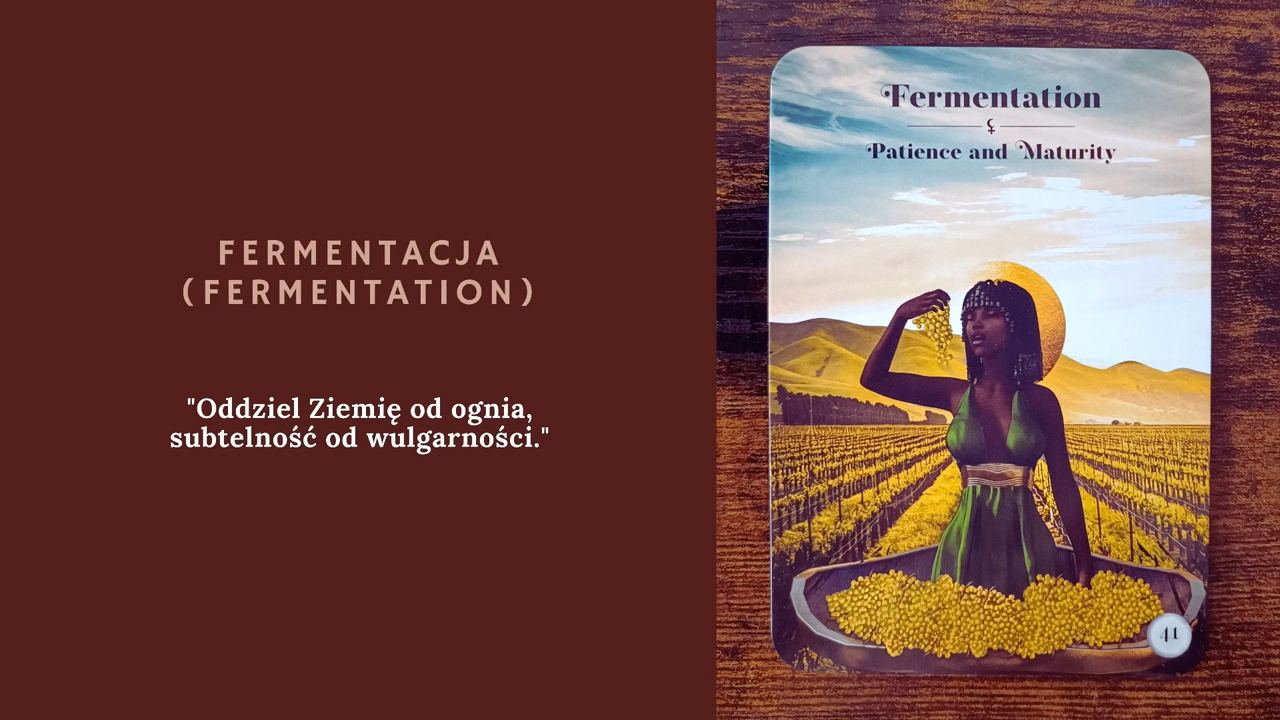 FERMENTACJA
(FERMENTATION)
"Oddziel Ziemię od ognia,
subtelność od wulgarności."
Fermentation
Patience and Maturity
41